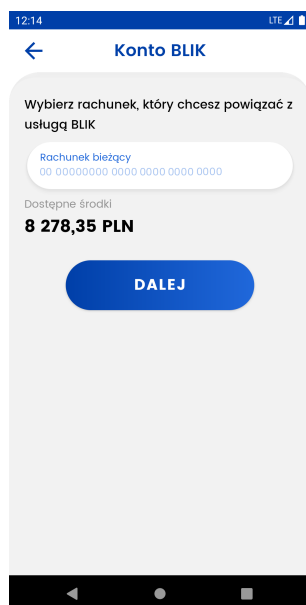 12:14 LTE
Konto BLIK
Wybierz rachunek, który chcesz powiązać z
usługą BLIK
Rachunek bieżący
00 00000000 0000 0000 0000 0000
Dostępne środki
8 278,35 PLN
DALEJ